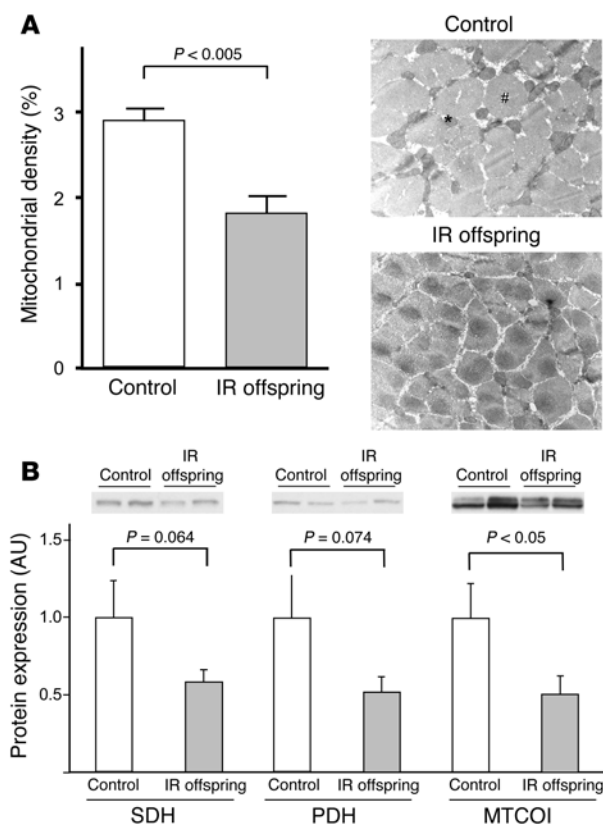 A
Mitochondrial density (%)
3
2
1
0
P < 0.005
Control
IR offspring
Control
*
#
IR offspring
B
Control
IR
offspring
Control
IR
offspring
Control
IR
offspring
Protein expression (AU)
1.5
1.0
0.5
P = 0.064
P = 0.074
P < 0.05
Control IR offspring
Control IR offspring
Control IR offspring
SDH
PDH
MTCOI